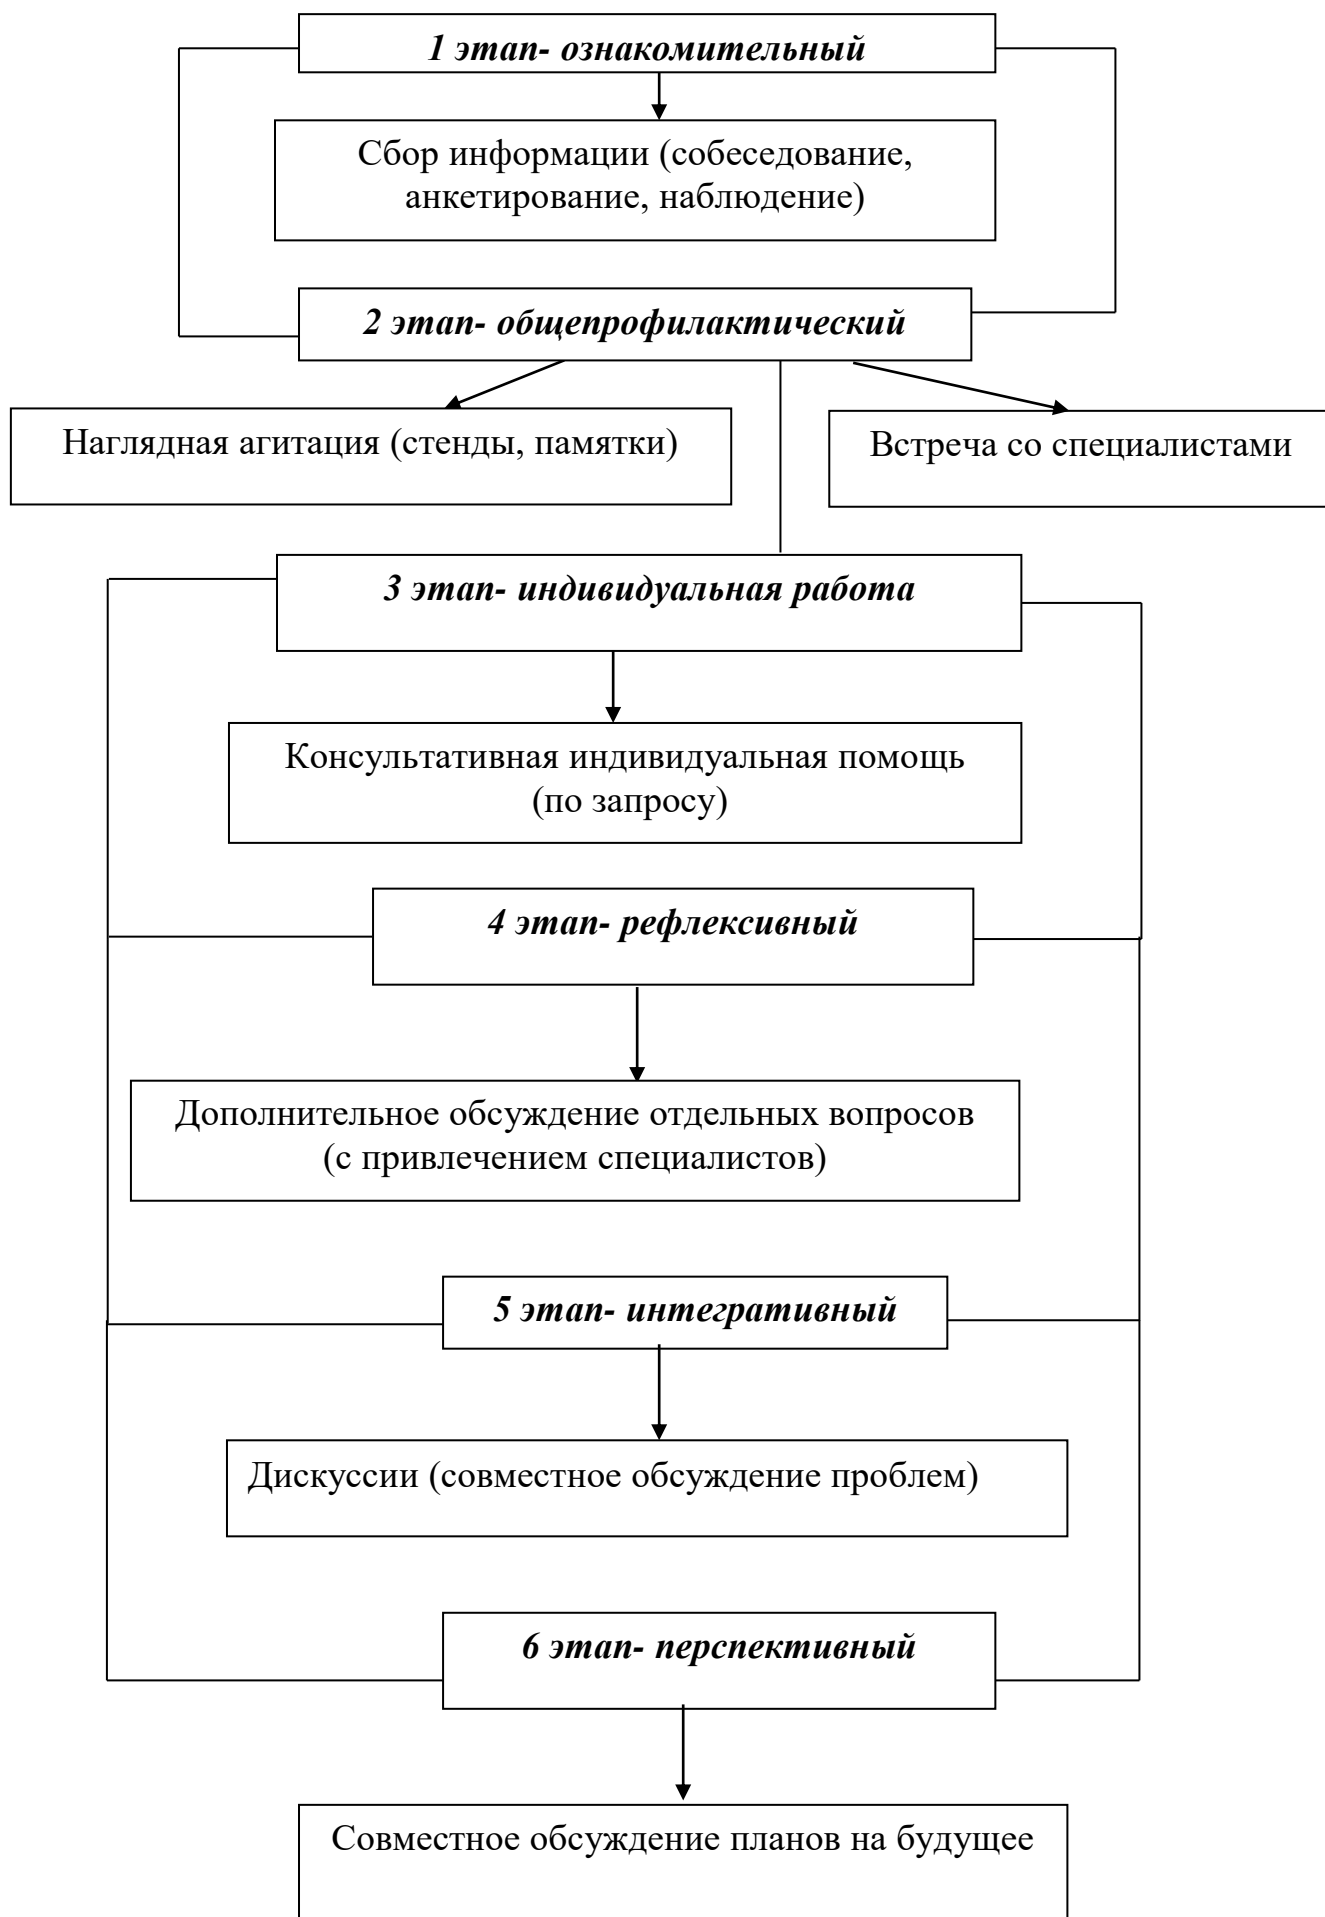 1 этап- ознакомительный
Сбор информации (собеседование,
анкетирование, наблюдение)
2 этап- общепрофилактический
Наглядная агитация (стенды, памятки)
Встреча со специалистами
3 этап- индивидуальная работа
Консультативная индивидуальная помощь
(по запросу)
4 этап- рефлексивный
Дополнительное обсуждение отдельных вопросов
(с привлечением специалистов)
5 этап- интегративный
Дискуссии (совместное обсуждение проблем)
6 этап- перспективный
Совместное обсуждение планов на будущее